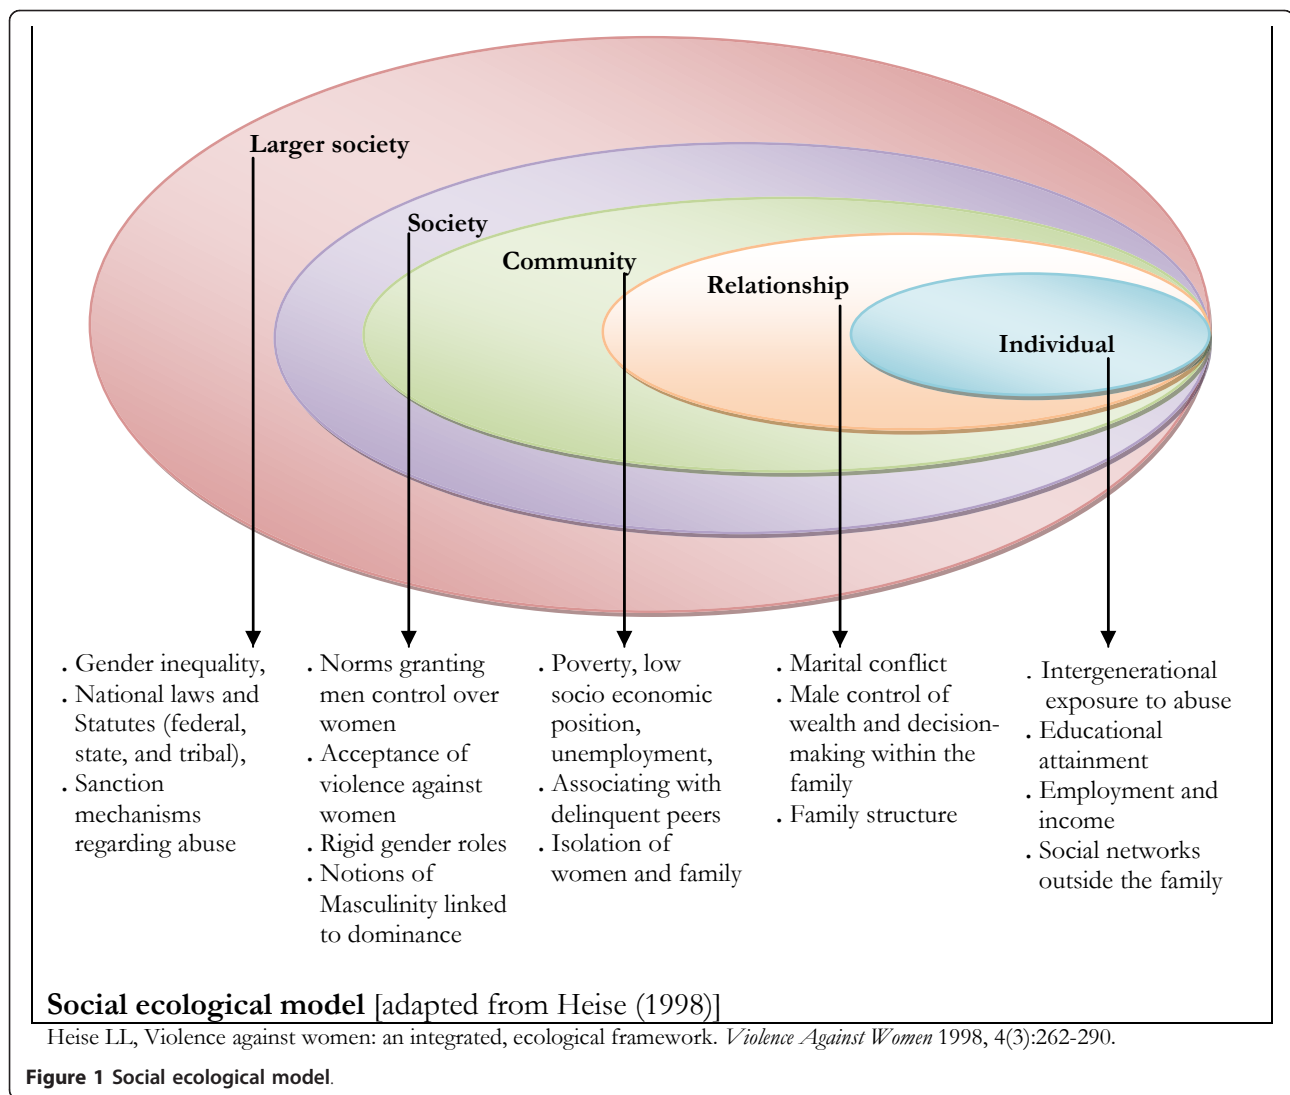 Larger society
Society
Community
Relationship
Individual
. Gender inequality,
. National laws and
Statutes (federal,
state, and tribal),
. Sanction
mechanisms
regarding abuse
. Norms granting
men control over
women
. Acceptance of
violence against
women
. Rigid gender roles
. Notions of
Masculinity linked
to dominance
. Poverty, low
socio economic
position,
unemployment,
. Associating with
delinquent peers
. Isolation of
women and family
. Marital conflict
. Male control of
wealth and decision-
making within the
family
. Family structure
. Intergenerational
exposure to abuse
. Educational
attainment
. Employment and
income
. Social networks
outside the family
Social ecological model [adapted from Heise (1998)]
Heise LL, Violence against women: an integrated, ecological framework. Violence Against Women 1998, 4(3):262-290.
Figure 1 Social ecological model.